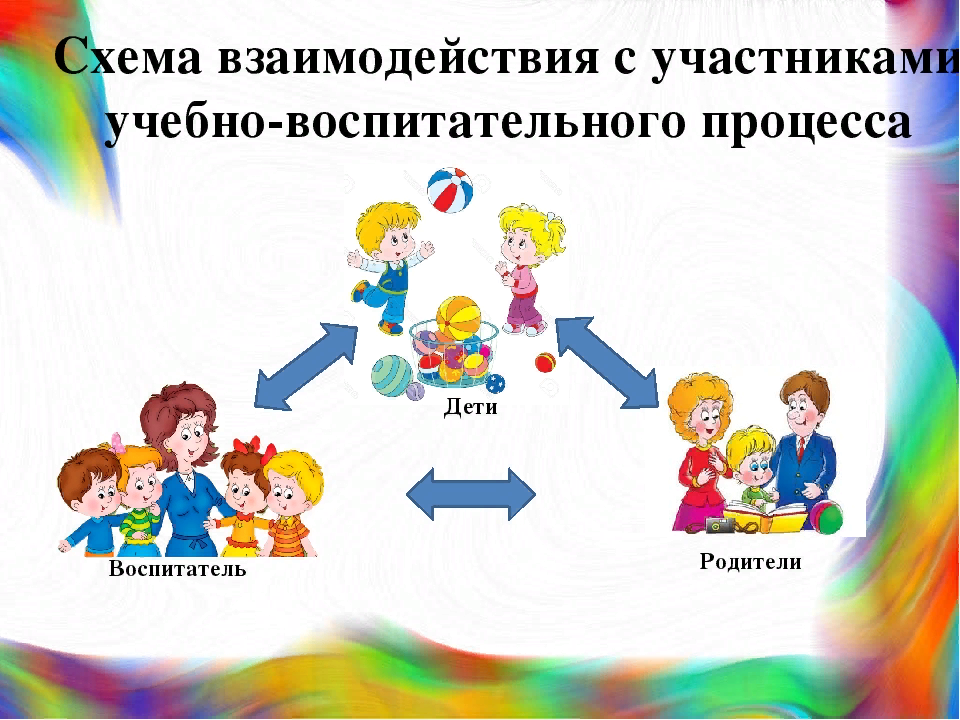 Схема взаимодействия с участниками
учебно-воспитательного процесса
Дети
Воспитатель
Родители